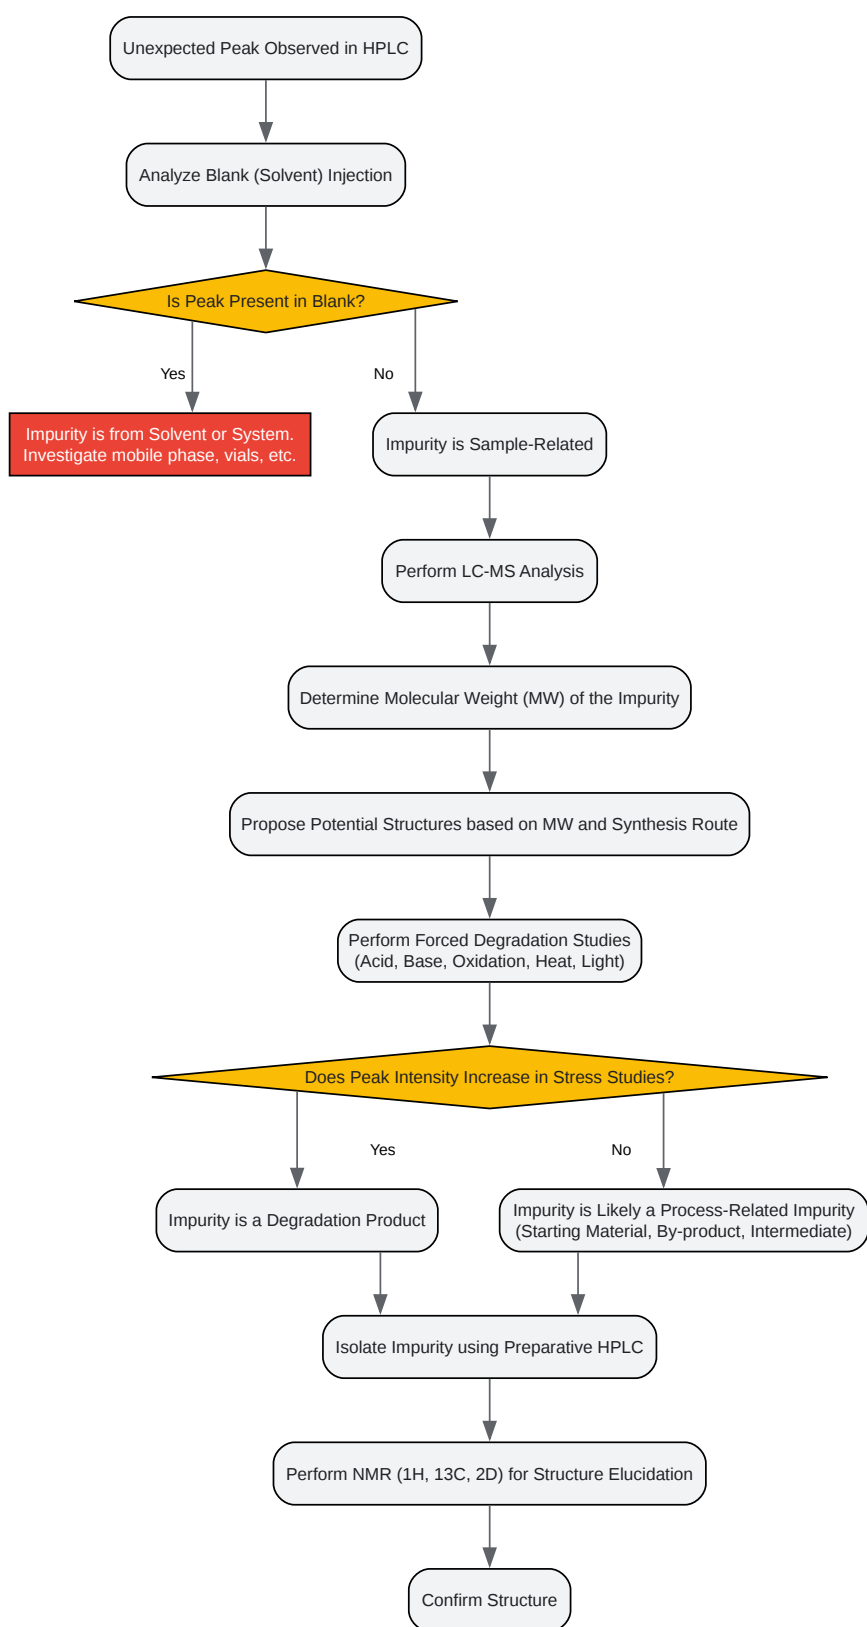 Unexpected Peak Observed in HPLC
Analyze Blank (Solvent) Injection
Is Peak Present in Blank?
Yes
No
Impurity is from Solvent or System.
Investigate mobile phase, vials, etc.
Impurity is Sample-Related
Perform LC-MS Analysis
Determine Molecular Weight (MW) of the Impurity
Propose Potential Structures based on MW and Synthesis Route
Perform Forced Degradation Studies
(Acid, Base, Oxidation, Heat, Light)
Does Peak Intensity Increase in Stress Studies?
Yes
No
Impurity is a Degradation Product
Impurity is Likely a Process-Related Impurity
(Starting Material, By-product, Intermediate)
Isolate Impurity using Preparative HPLC
Perform NMR (1H, 13C, 2D) for Structure Elucidation
Confirm Structure